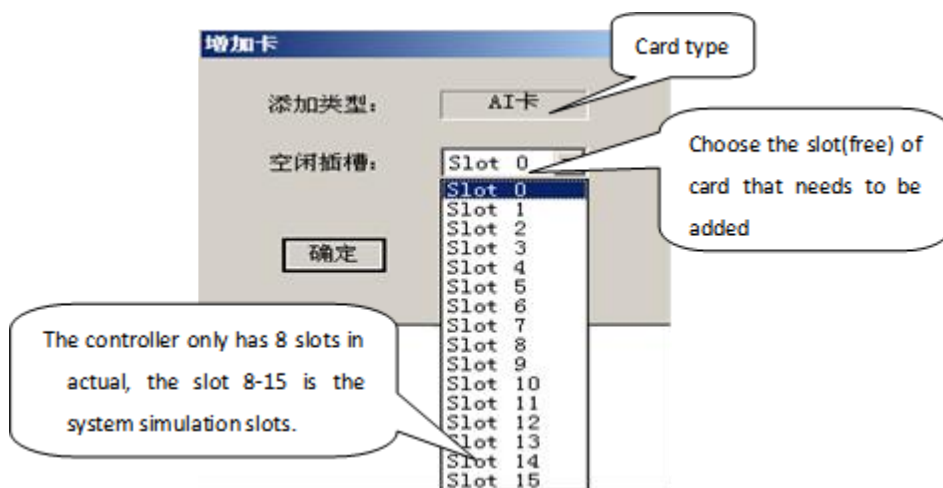 增加卡
Card type
添加类型:
AI卡
Choose the slot(free) of
card that needs to be
added
空闲插槽:
Slot 0
Slot 0
Slot 1
Slot 2
Slot 3
Slot 4
Slot 5
Slot 6
Slot 7
Slot 8
Slot 9
Slot 10
Slot 11
Slot 12
Slot 13
Slot 14
Slot 15
确定
The controller only has 8 slots in
actual, the slot 8-15 is the
system simulation slots.